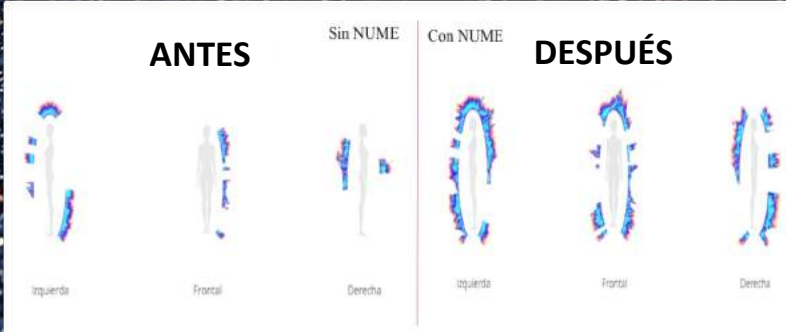 Sin NUME
Con NUME
ANTES
DESPUÉS
Izquierda
Frontal
Derecha
Izquierda
Frontal
Derecha